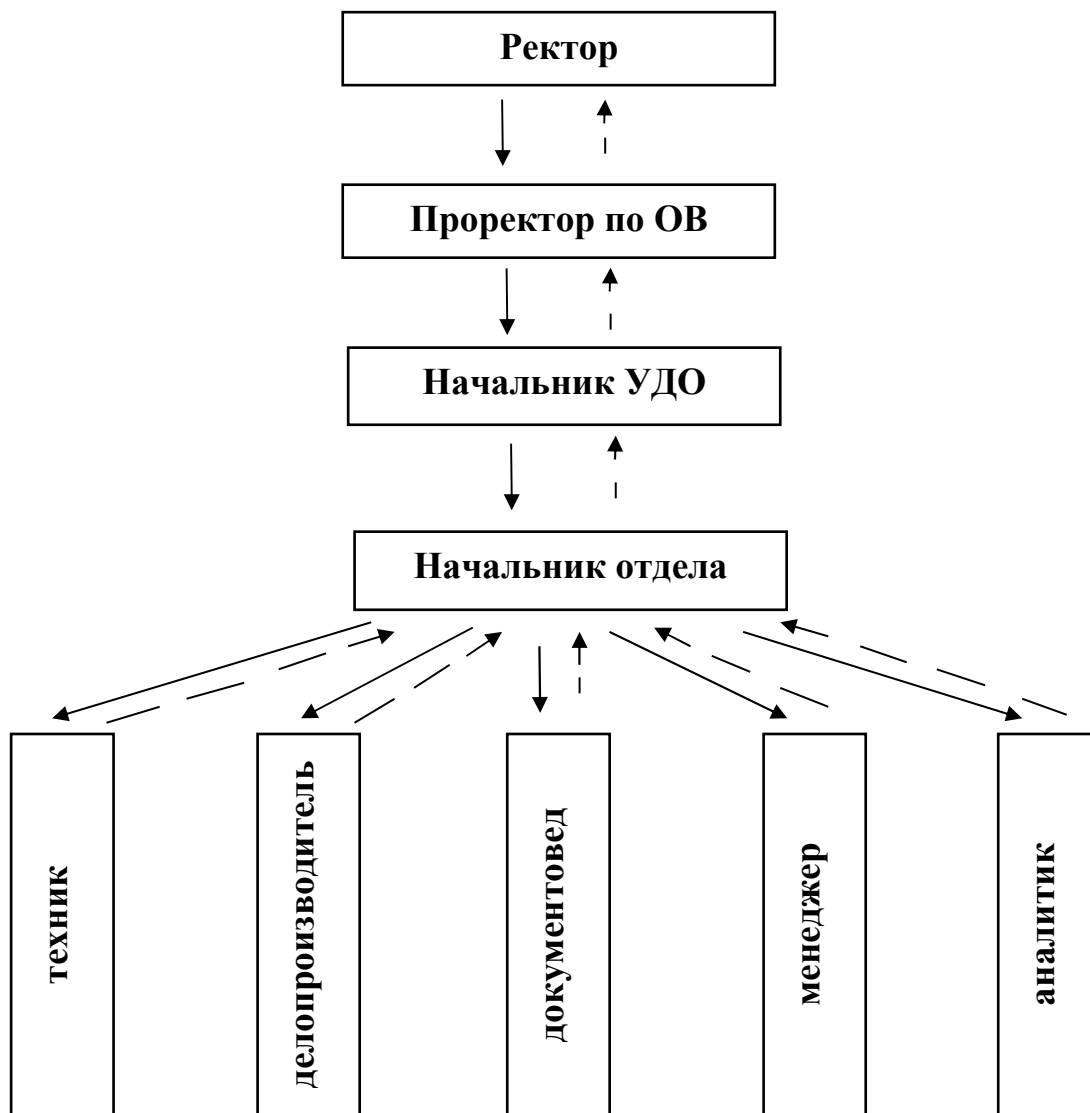 Ректор
Проректор по ОВ
Начальник УДО
Начальник отдела
техник
делопроизводитель
документовед
менеджер
аналитик